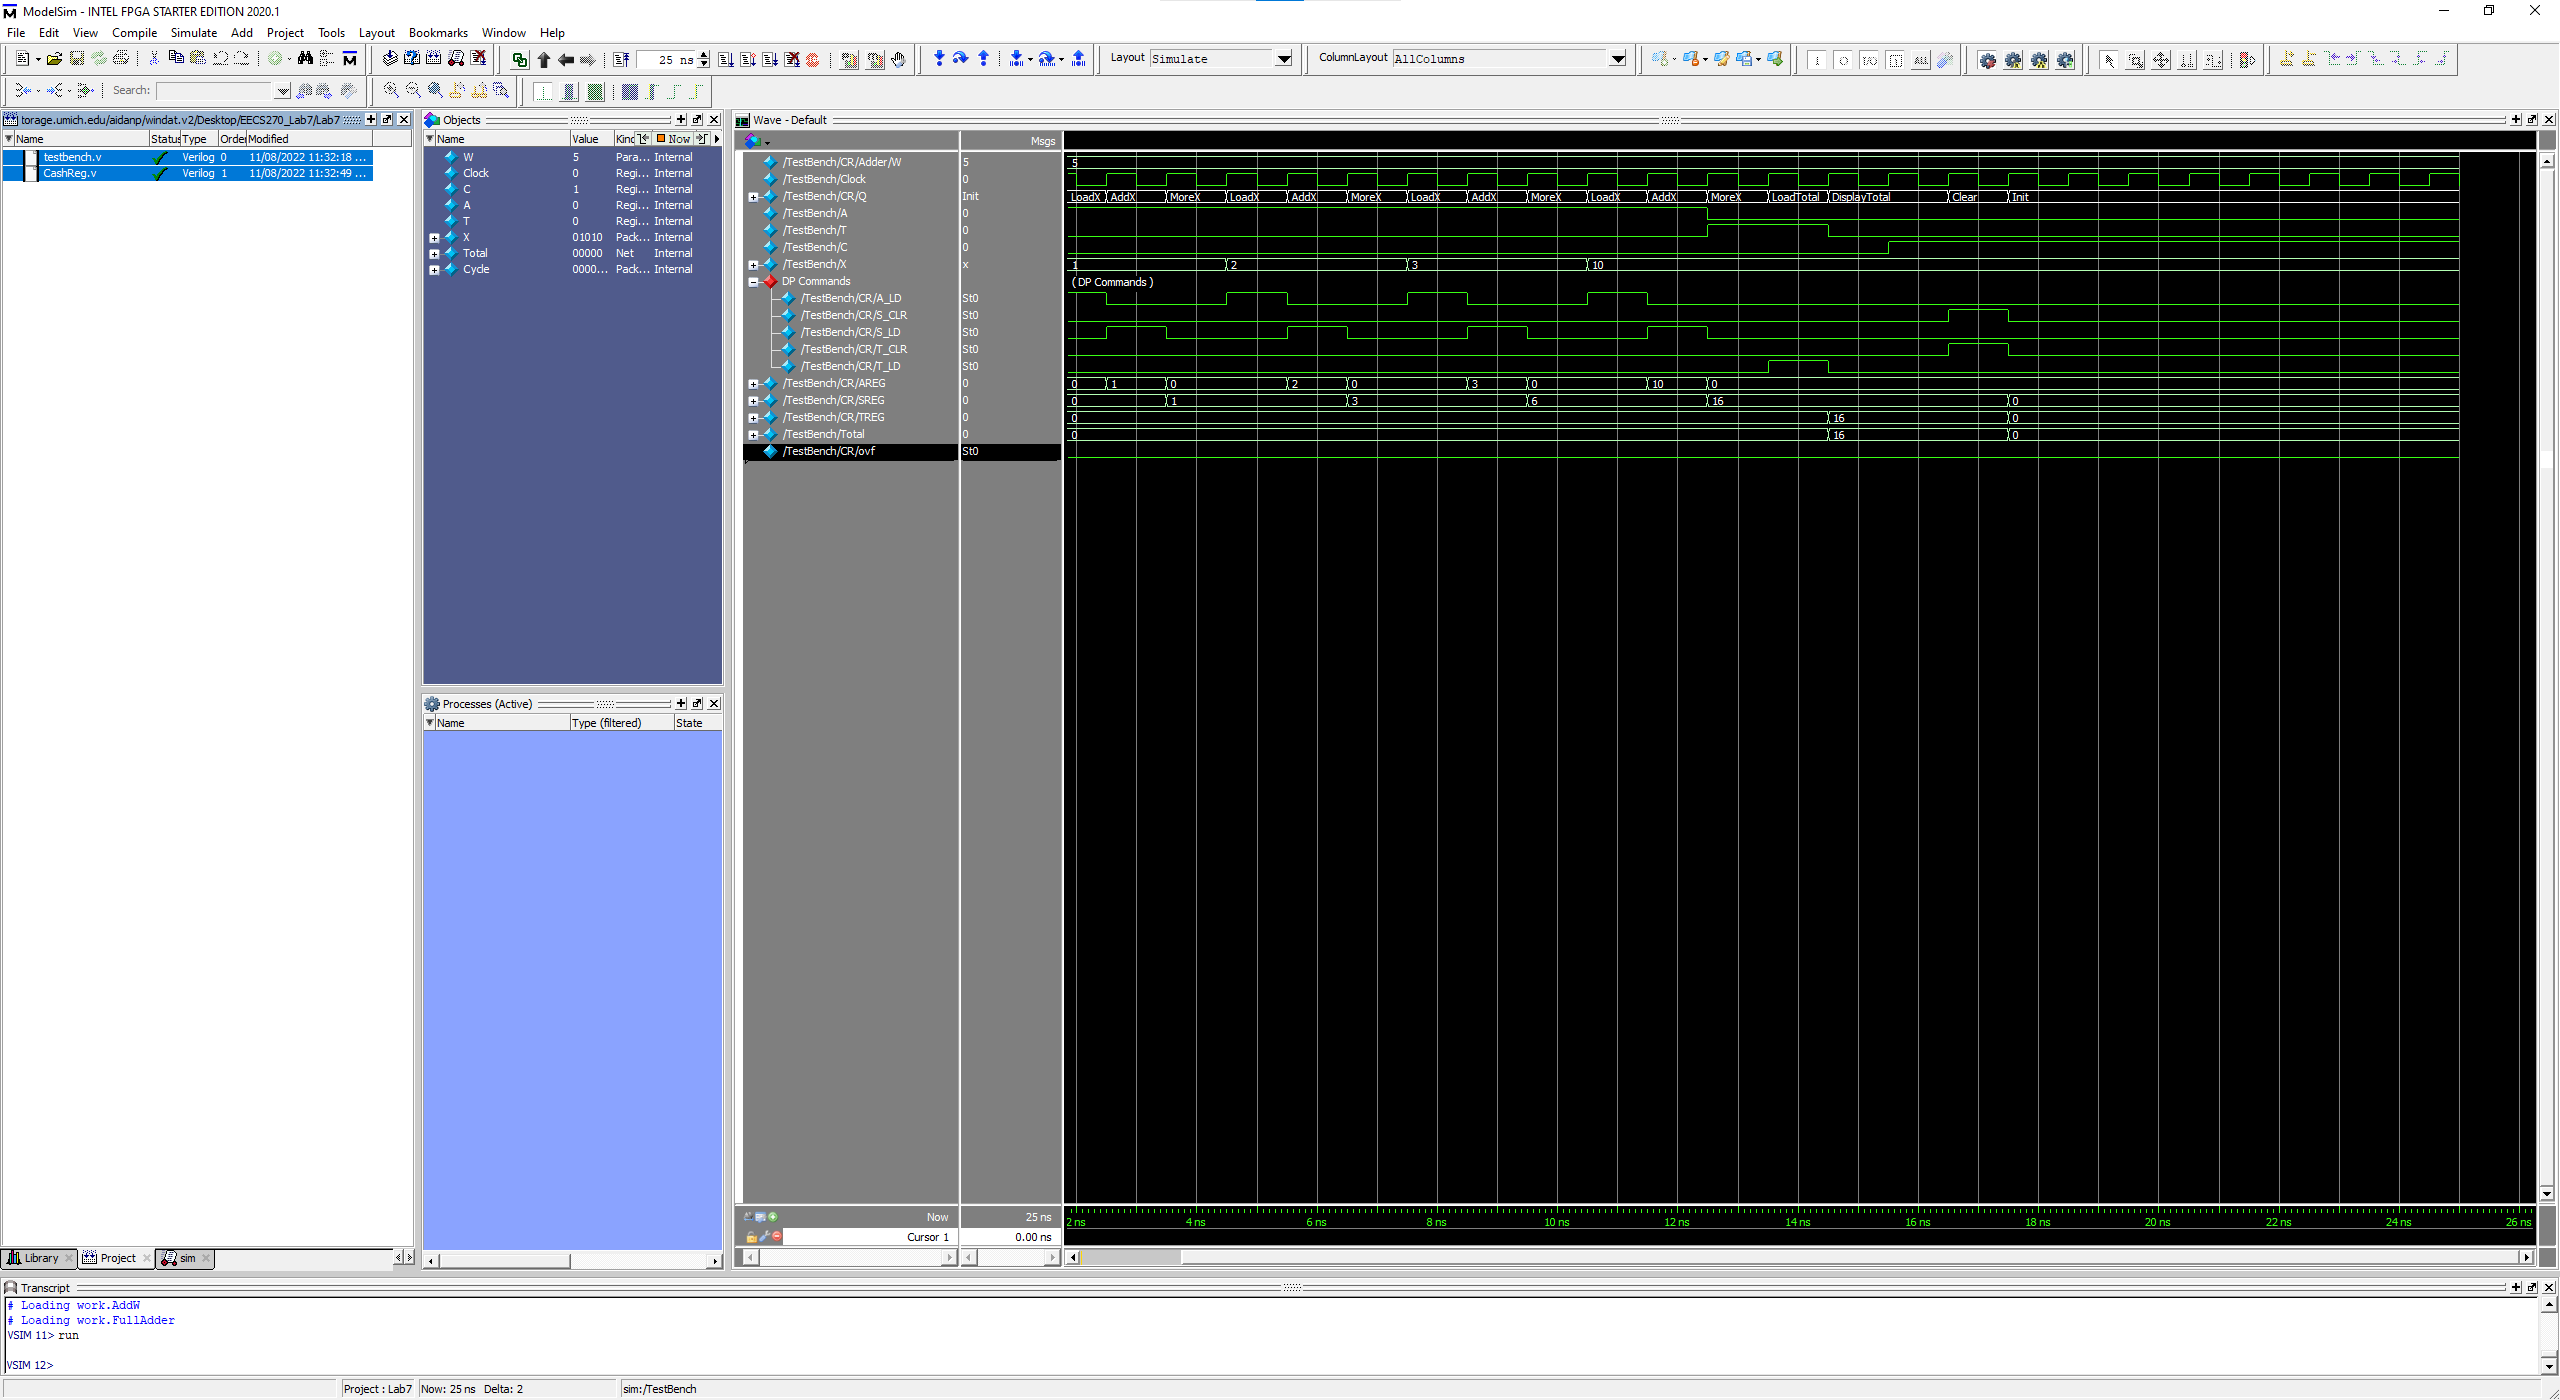 ModelSim - INTEL FPGA STARTER EDITION 2020.1
File Edit View Compile Simulate Add Project Tools Layout Bookmarks Window Help
25 ns Layout Simulate ColumnLayout AllColumns
Search:
torage.umich.edu/aidanp/windat.v2/Desktop/EECS270_Lab7/Lab7
Name Status Type Order Modified
testbench.v Verilog 0 11/08/2022 11:32:18 ...
CashReg.v Verilog 1 11/08/2022 11:32:49 ...
Objects
Name Value Kind Now
W 5 Para... Internal
Clock 0 Regi... Internal
C 1 Regi... Internal
A 0 Regi... Internal
T 0 Regi... Internal
X 01010 Pack... Internal
Total 00000 Net Internal
Cycle 0000... Pack... Internal
Processes (Active)
Name Type (filtered) State
Wave - Default
Msgs
/TestBench/CR/Adder/W 5 5
/TestBench/Clock 0
/TestBench/CR/Q Init LoadX AddX MoreX LoadX AddX MoreX LoadX AddX MoreX LoadX AddX MoreX LoadTotal DisplayTotal Clear Init
/TestBench/A 0
/TestBench/T 0
/TestBench/C 0
/TestBench/X x 1 2 3 10
DP Commands ( DP Commands )
/TestBench/CR/A_LD St0
/TestBench/CR/S_CLR St0
/TestBench/CR/S_LD St0
/TestBench/CR/T_CLR St0
/TestBench/CR/T_LD St0
/TestBench/CR/AREG 0 0 1 0 2 0 3 0 10 0
/TestBench/CR/SREG 0 0 1 3 6 16 0
/TestBench/CR/TREG 0 0 16 0
/TestBench/Total 0 0 16 0
/TestBench/CR/ovf St0
Now 25 ns 2 ns 4 ns 6 ns 8 ns 10 ns 12 ns 14 ns 16 ns 18 ns 20 ns 22 ns 24 ns 26 ns
Cursor 1 0.00 ns
Library Project sim
Transcript
# Loading work.AddW
# Loading work.FullAdder
VSIM 11> run
VSIM 12>
Project : Lab7 Now: 25 ns Delta: 2 sim:/TestBench